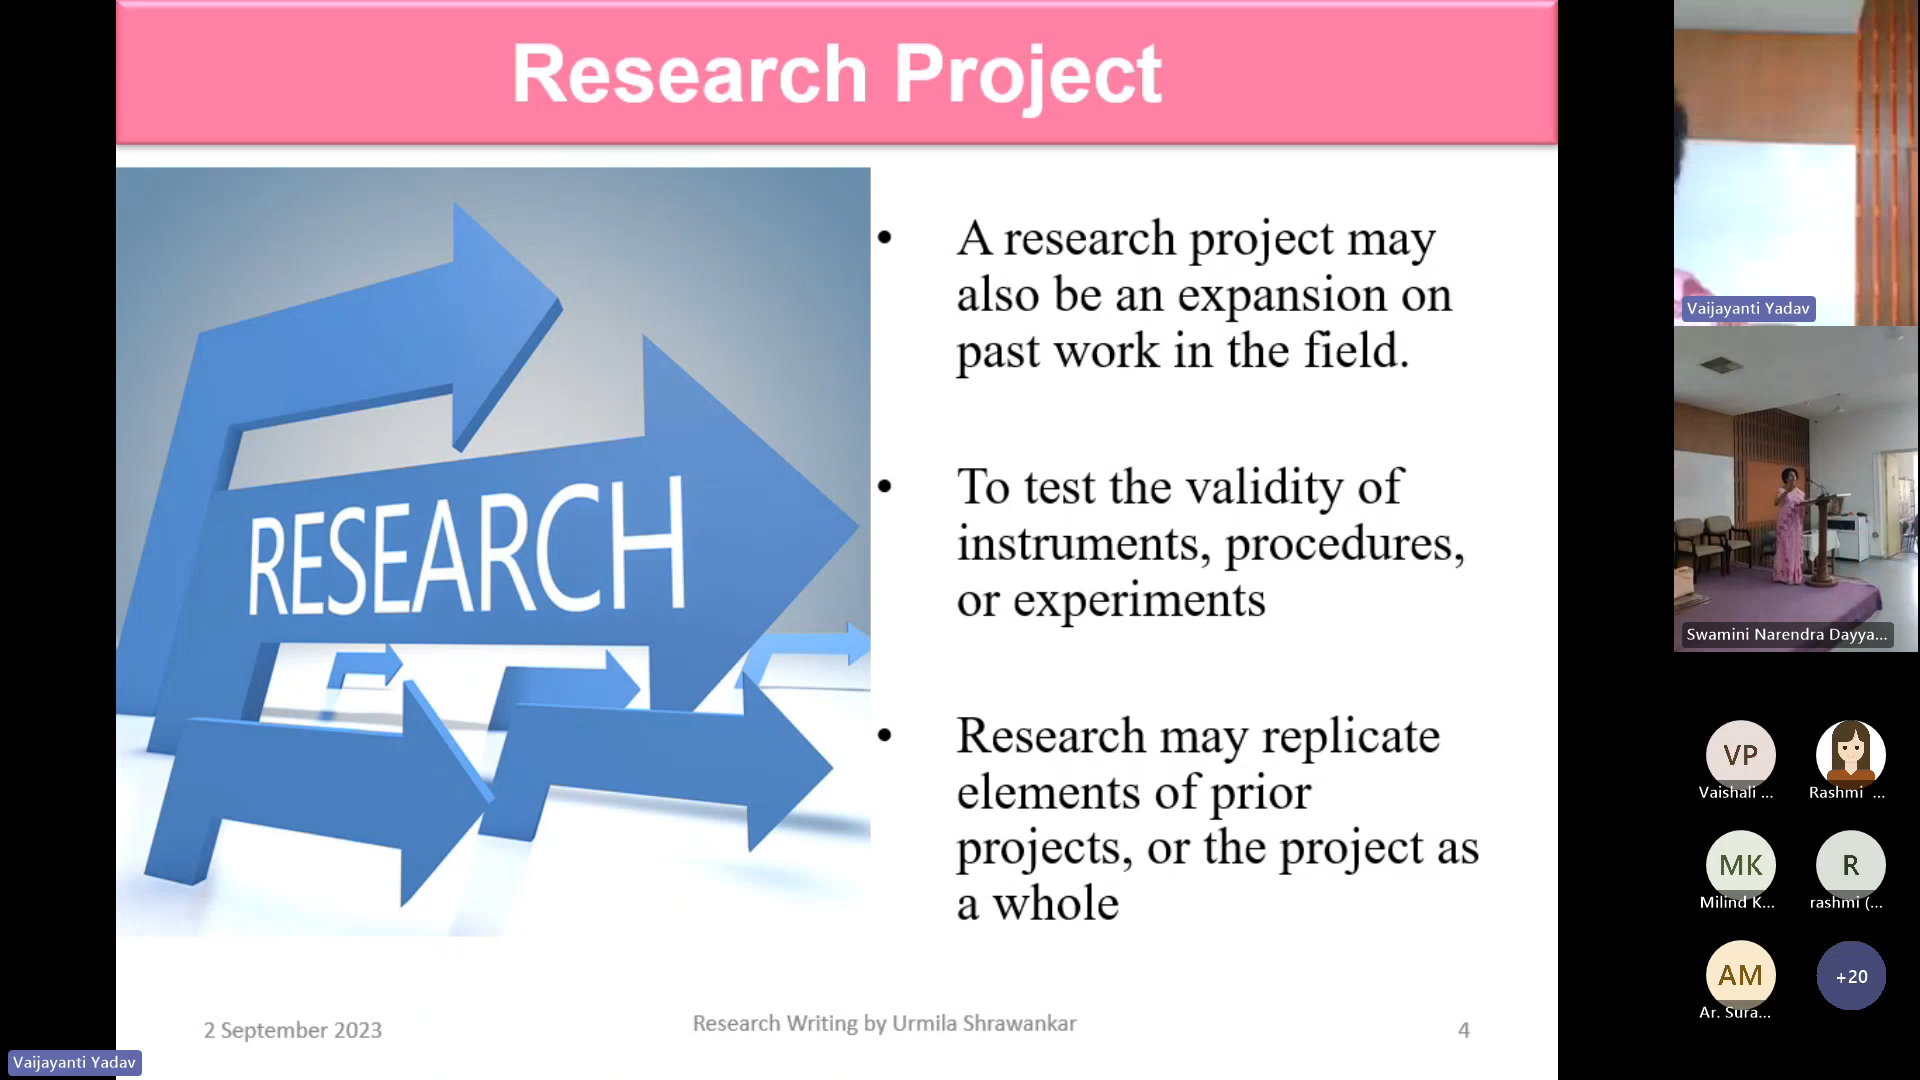 Research Project
RESEARCH
• A research project may
also be an expansion on
past work in the field.
• To test the validity of
instruments, procedures,
or experiments
• Research may replicate
elements of prior
projects, or the project as
a whole
2 September 2023
Research Writing by Urmila Shrawankar
4
Vaijayanti Yadav
Vaijayanti Yadav
Swamini Narendra Dayya...
VP
Vaishali ...
Rashmi ...
MK
Milind K...
R
rashmi (...
AM
Ar. Sura...
+20